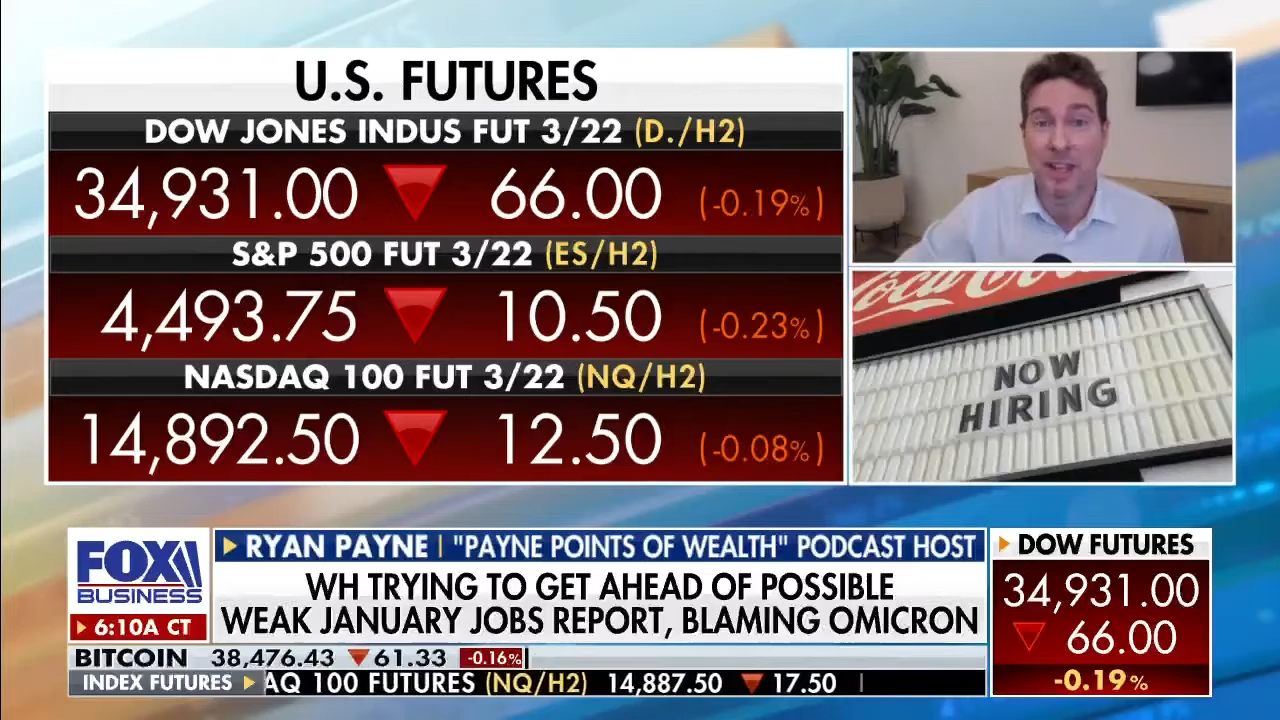 U.S. FUTURES
DOW JONES INDUS FUT 3/22 (D./H2)
34,931.00 ▼ 66.00 (-0.19%)
S&P 500 FUT 3/22 (ES/H2)
4,493.75 ▼ 10.50 (-0.23%)
NASDAQ 100 FUT 3/22 (NQ/H2)
14,892.50 ▼ 12.50 (-0.08%)
Coca-Cola
NOW
HIRING
FOX
BUSINESS
6:10A CT
RYAN PAYNE | "PAYNE POINTS OF WEALTH" PODCAST HOST
WH TRYING TO GET AHEAD OF POSSIBLE
WEAK JANUARY JOBS REPORT, BLAMING OMICRON
DOW FUTURES
34,931.00
▼ 66.00
-0.19%
BITCOIN 38,476.43 ▼ 61.33 -0.16%
INDEX FUTURES AQ 100 FUTURES (NQ/H2) 14,887.50 ▼ 17.50